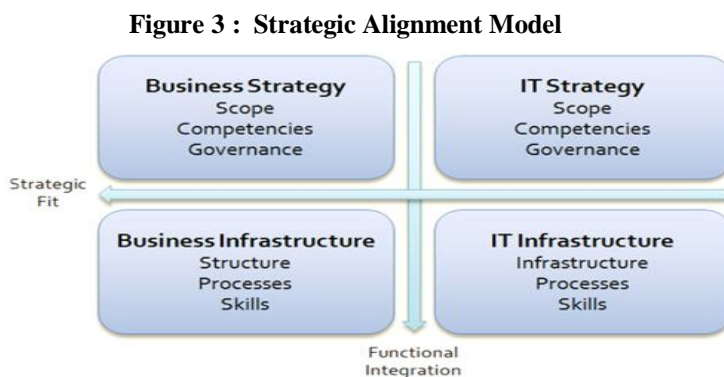 Figure 3 :  Strategic Alignment Model
Business Strategy
Scope
Competencies
Governance
IT Strategy
Scope
Competencies
Governance
Strategic
Fit
Business Infrastructure
Structure
Processes
Skills
IT Infrastructure
Infrastructure
Processes
Skills
Functional
Integration